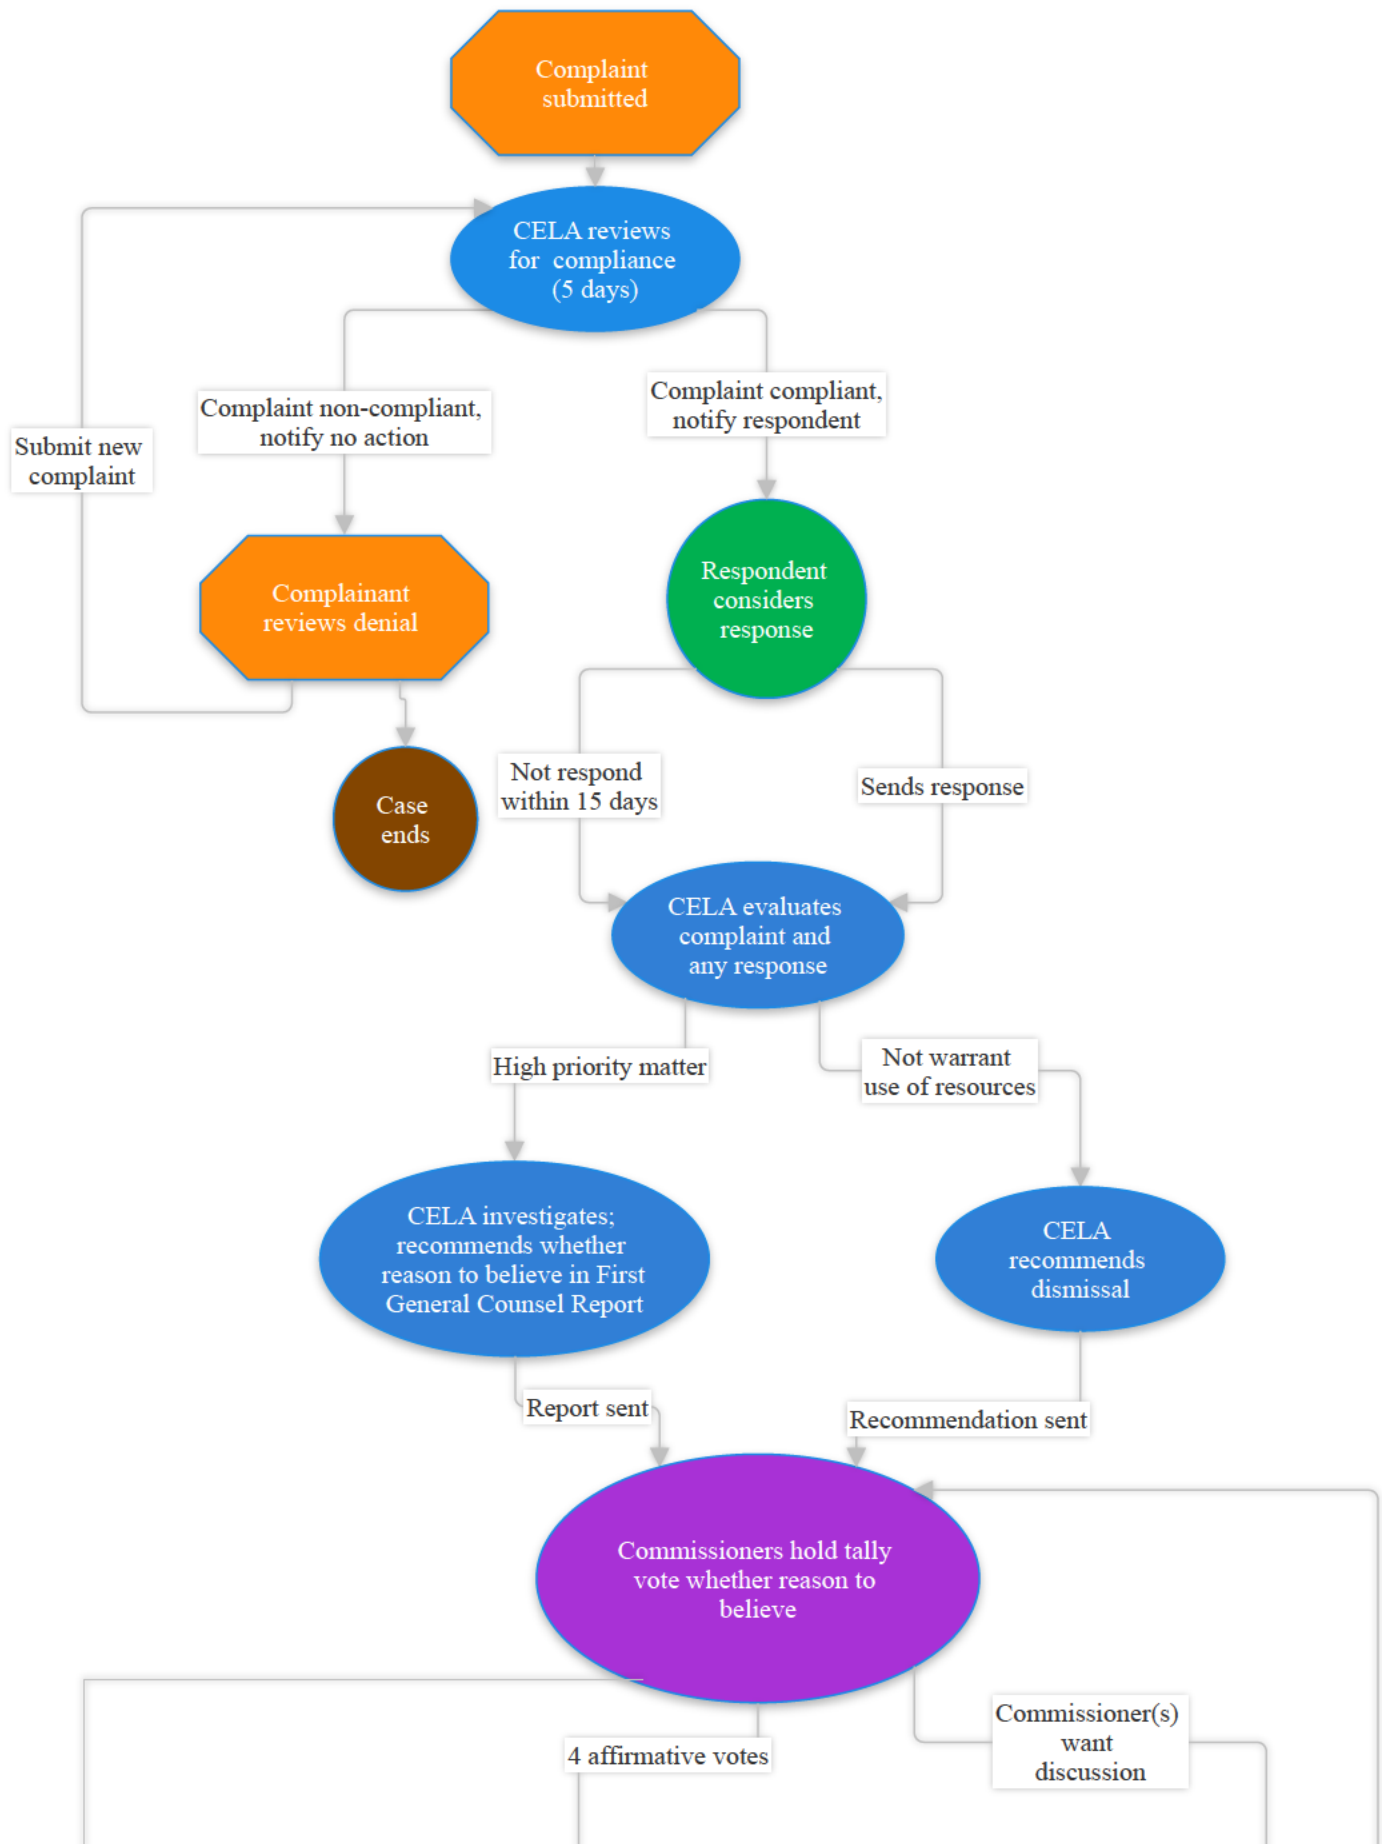 Complaint
submitted
CELA reviews
for compliance
(5 days)
Complaint non-compliant,
notify no action
Complaint compliant,
notify respondent
Submit new
complaint
Complainant
reviews denial
Respondent
considers
response
Case
ends
Not respond
within 15 days
Sends response
CELA evaluates
complaint and
any response
High priority matter
Not warrant
use of resources
CELA investigates;
recommends whether
reason to believe in First
General Counsel Report
CELA
recommends
dismissal
Report sent
Recommendation sent
Commissioners hold tally
vote whether reason to
believe
4 affirmative votes
Commissioner(s)
want
discussion